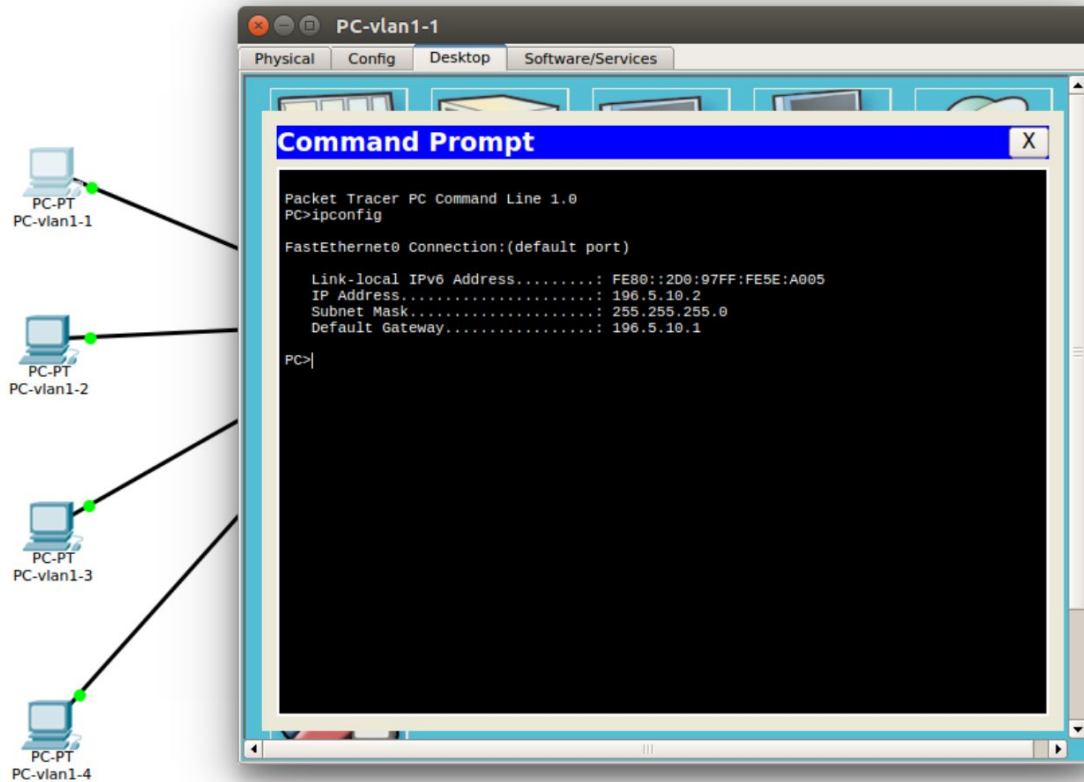 PC-vlan1-1
Physical Config Desktop Software/Services
Command Prompt X
Packet Tracer PC Command Line 1.0
PC>ipconfig
FastEthernet0 Connection:(default port)
Link-local IPv6 Address.........: FE80::2D0:97FF:FE5E:A005
IP Address......................: 196.5.10.2
Subnet Mask.....................: 255.255.255.0
Default Gateway.................: 196.5.10.1
PC>
PC-PT
PC-vlan1-1
PC-PT
PC-vlan1-2
PC-PT
PC-vlan1-3
PC-PT
PC-vlan1-4